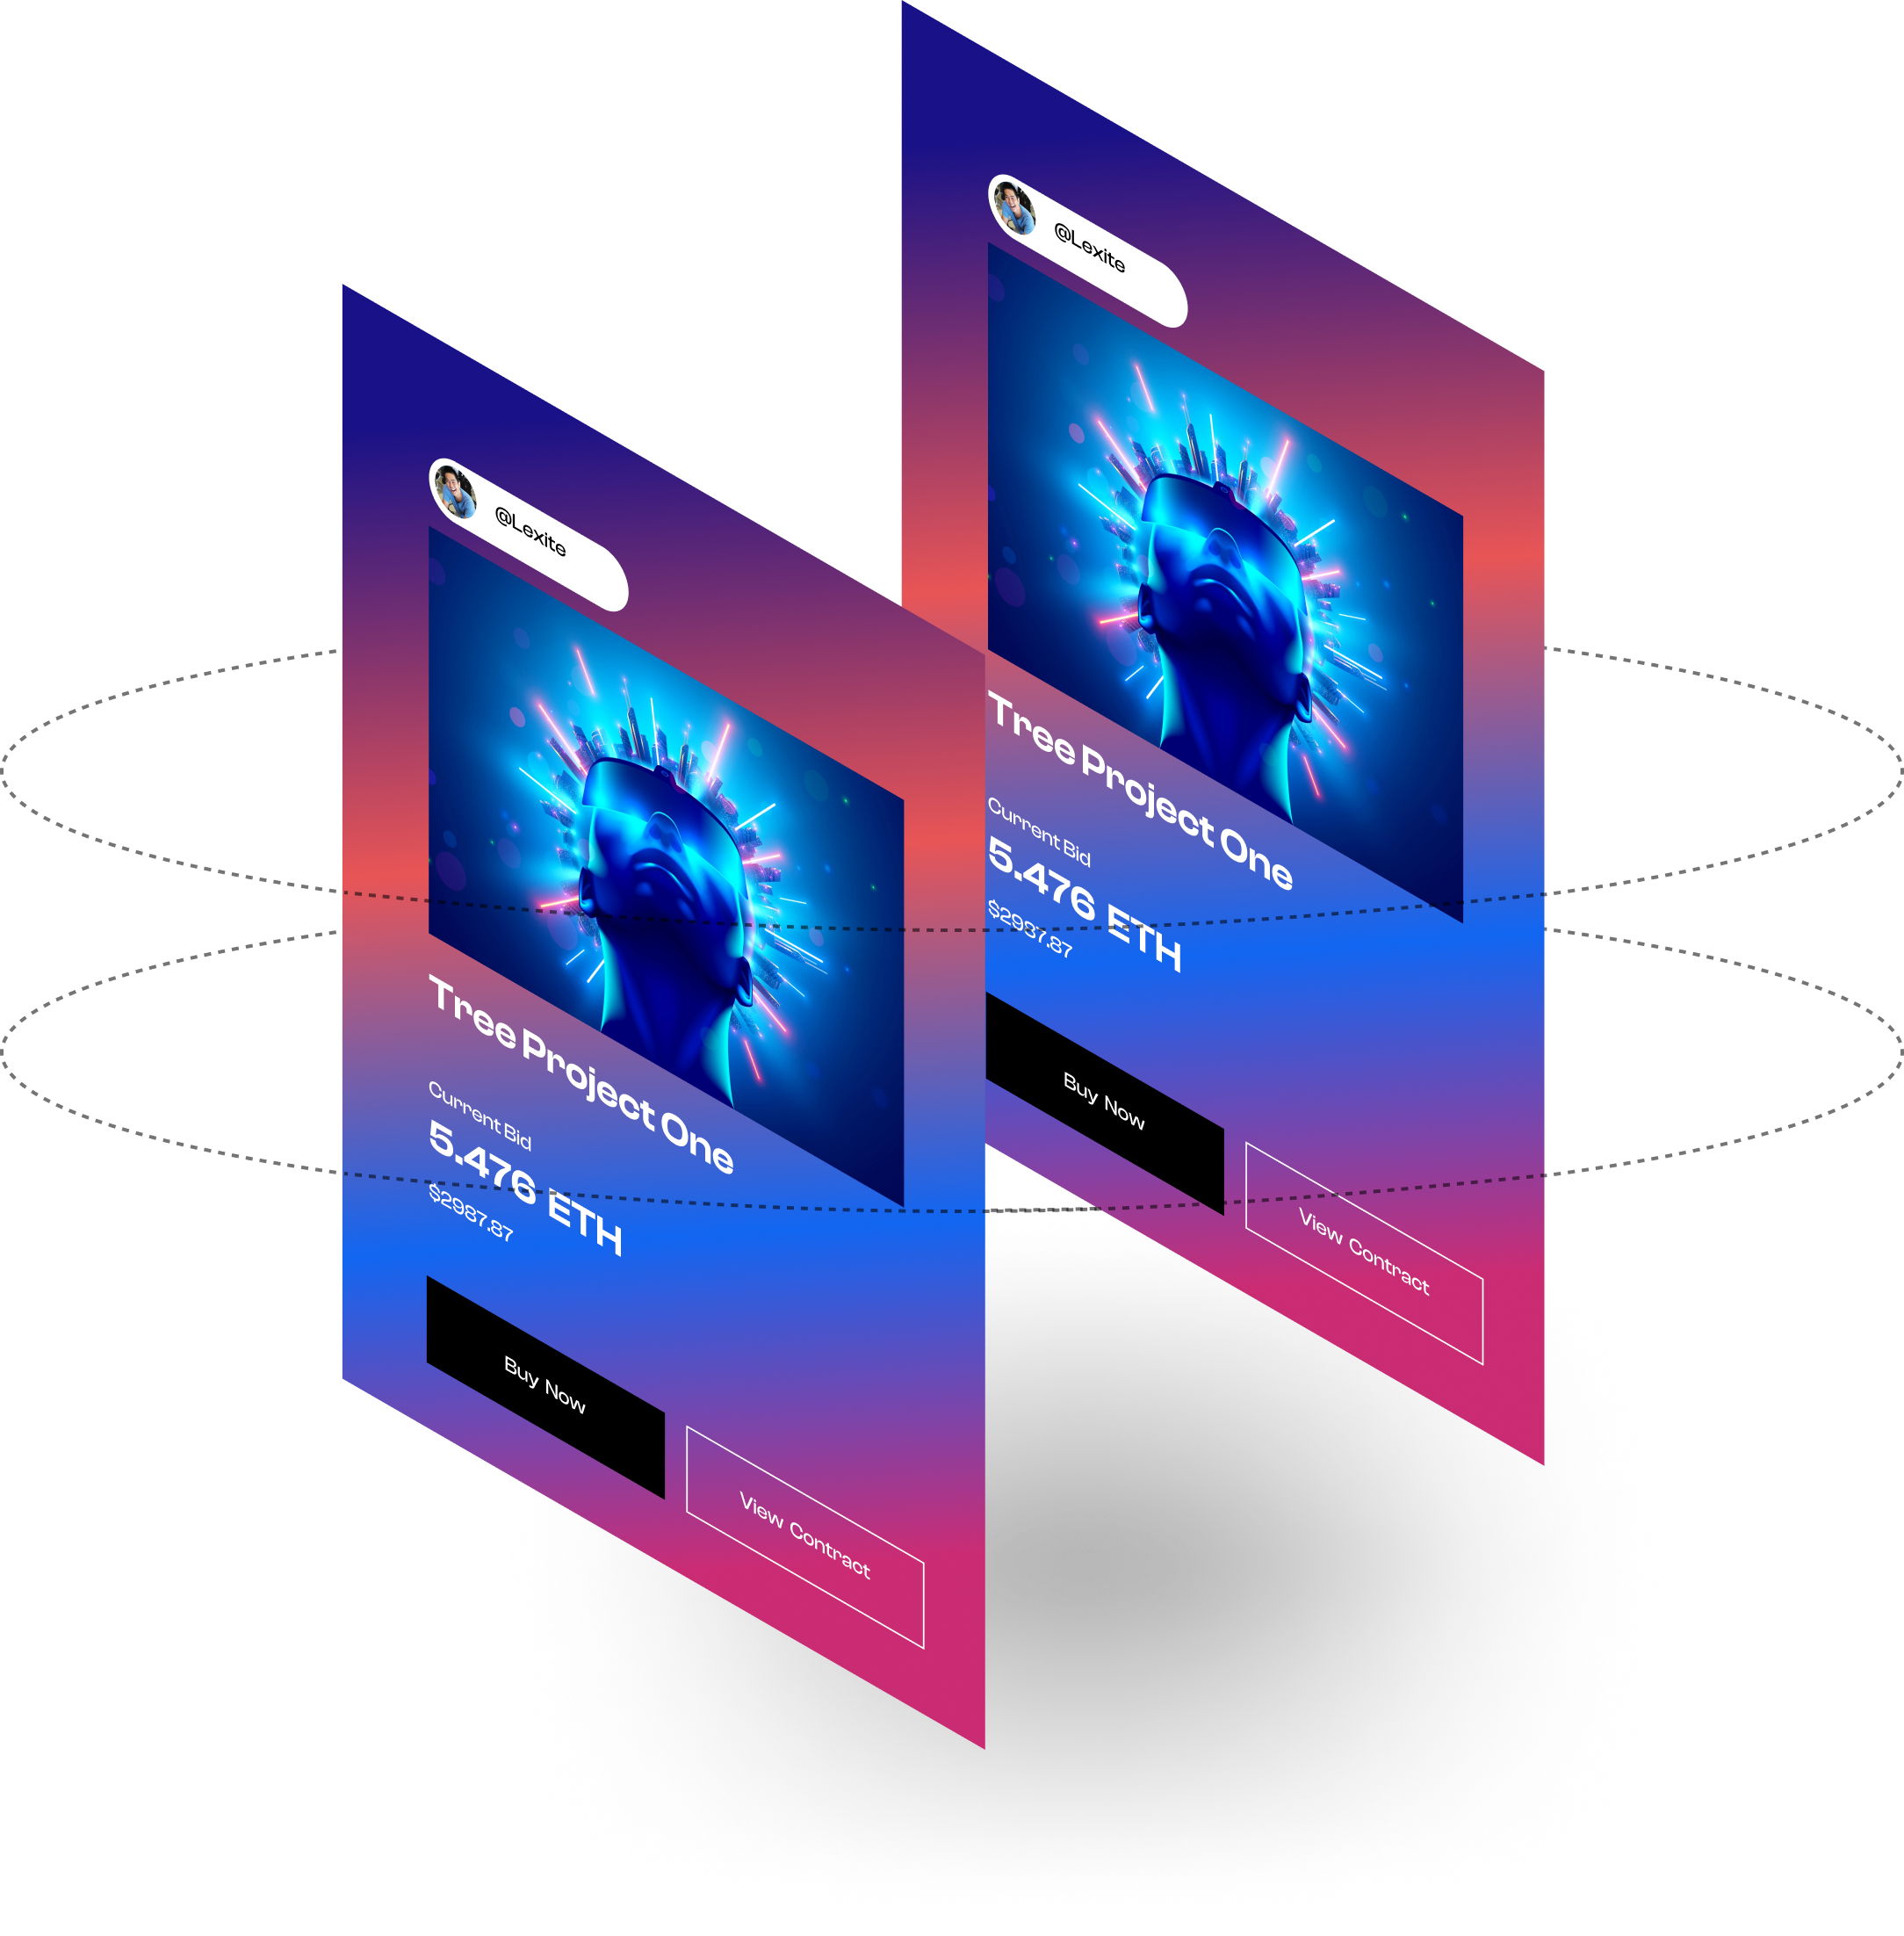 @Lexite
Tree Project One
Current Bid
5.476 ETH
$2987.87
Buy Now
View Contract
@Lexite
Tree Project One
Current Bid
5.476 ETH
$2987.87
Buy Now
View Contract